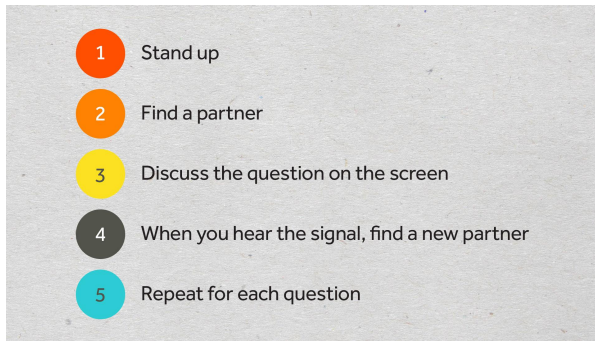 1 Stand up
2 Find a partner
3 Discuss the question on the screen
4 When you hear the signal, find a new partner
5 Repeat for each question